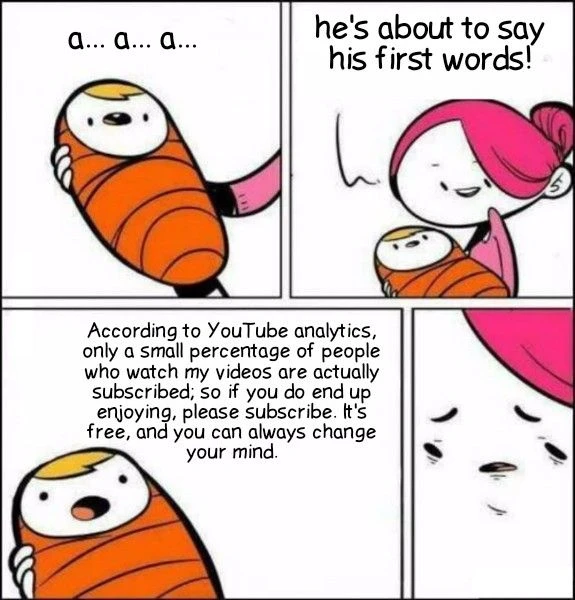 a... a... a...
he's about to say
his first words!
According to YouTube analytics,
only a small percentage of people
who watch my videos are actually
subscribed; so if you do end up
enjoying, please subscribe. It's
free, and you can always change
your mind.